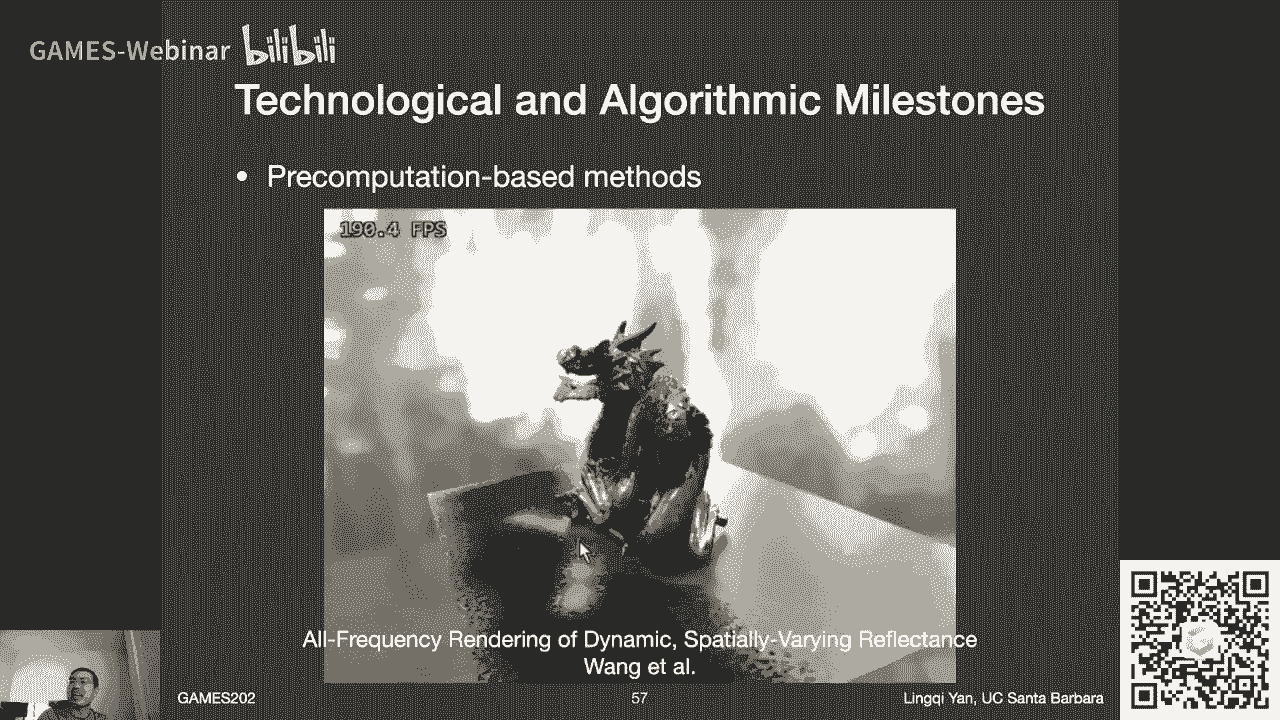 GAMES-Webinar bilibili
Technological and Algorithmic Milestones
• Precomputation-based methods
190.4 FPS
All-Frequency Rendering of Dynamic, Spatially-Varying Reflectance
Wang et al.
GAMES202
57
Lingqi Yan, UC Santa Barbara